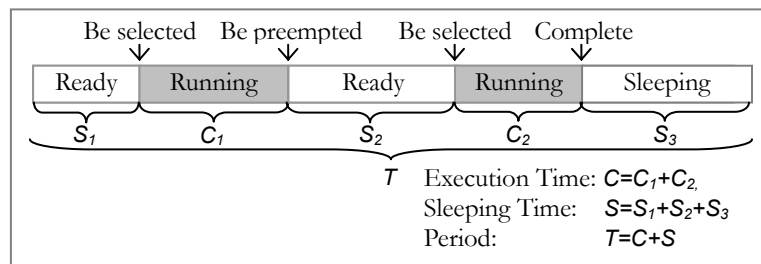 Be selected Be preempted Be selected Complete
Ready Running Ready Running Sleeping
S1 C1 S2 C2 S3
T Execution Time: C=C1+C2,
Sleeping Time: S=S1+S2+S3
Period: T=C+S